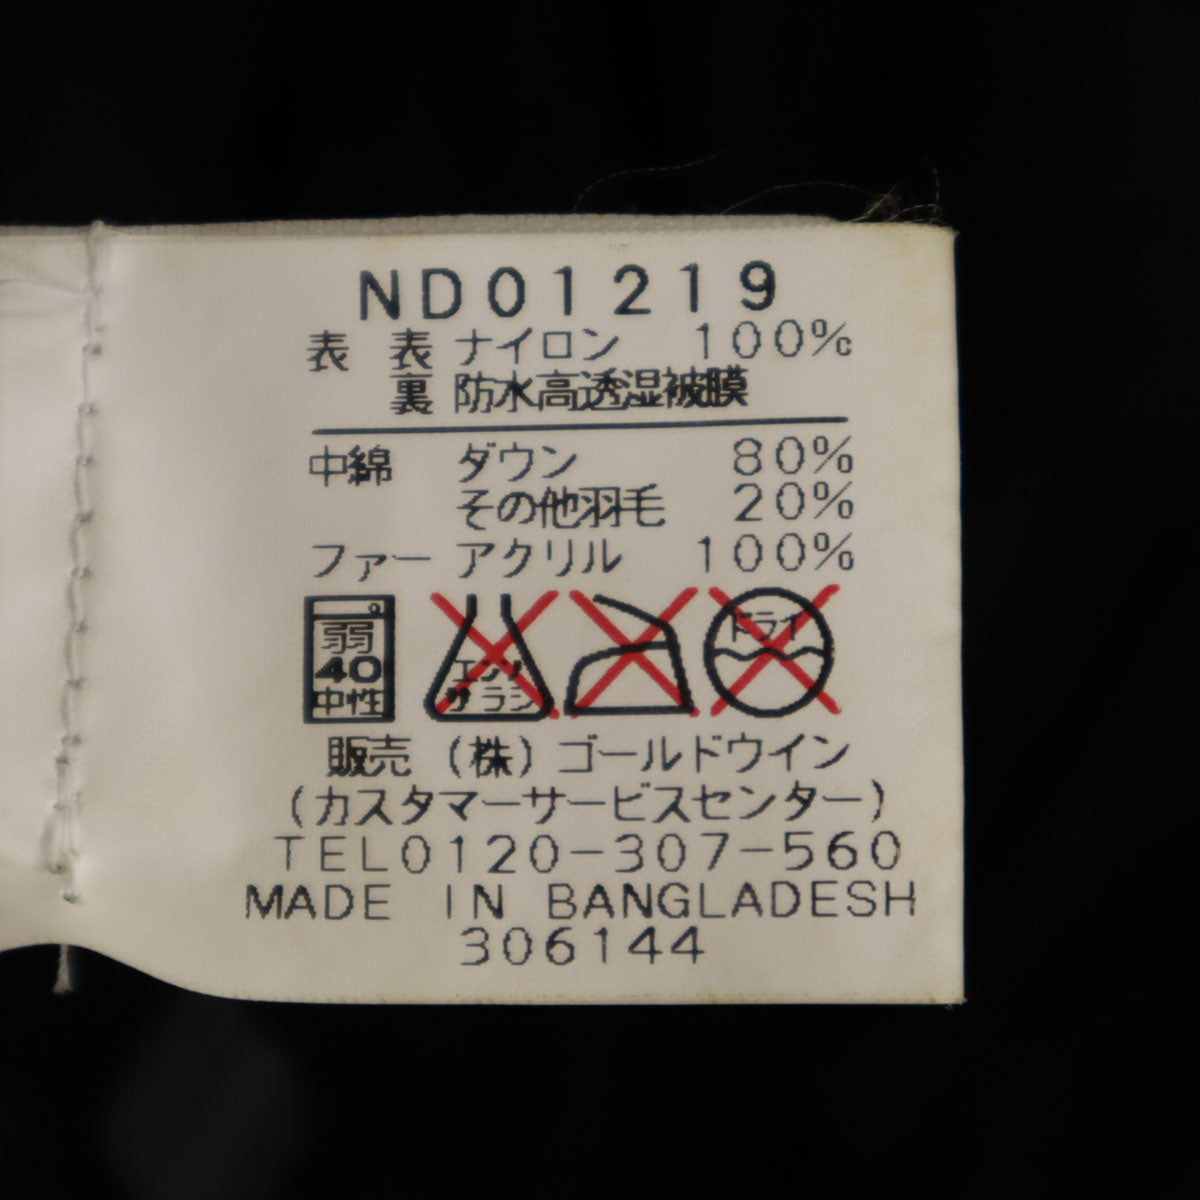 ND01219
表 表 ナイロン 100%
裏 防水高透湿被膜
中綿 ダウン 80%
その他羽毛 20%
ファー アクリル 100%
弱
40
中性
エンソ
サラシ
ドライ
販売 (株)ゴールドウイン
(カスタマーサービスセンター)
TEL0120-307-560
MADE IN BANGLADESH
306144